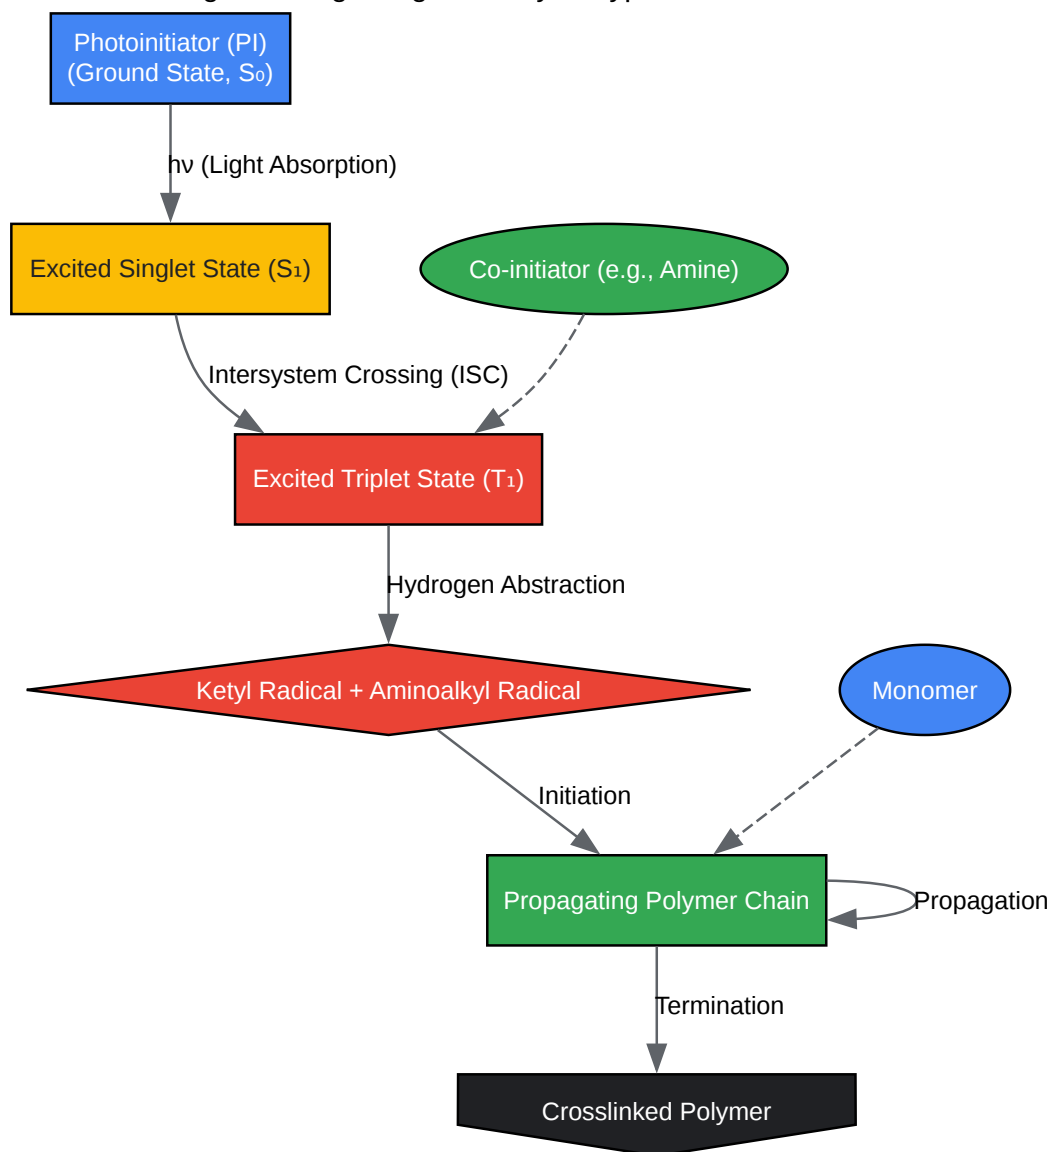 Photoinitiator (PI)
(Ground State, S₀)
hν (Light Absorption)
Excited Singlet State (S₁)
Co-initiator (e.g., Amine)
Intersystem Crossing (ISC)
Excited Triplet State (T₁)
Hydrogen Abstraction
Ketyl Radical + Aminoalkyl Radical
Monomer
Initiation
Propagating Polymer Chain
Propagation
Termination
Crosslinked Polymer